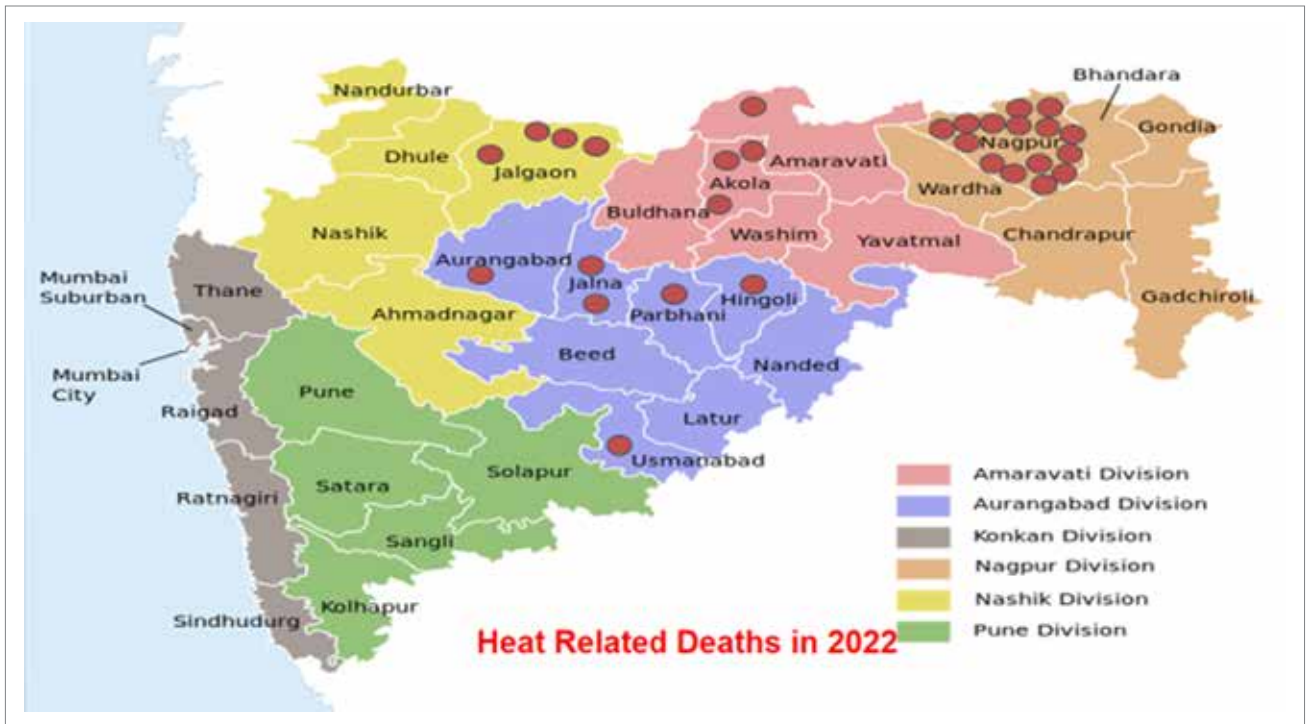 Nandurbar
Bhandara
Dhule
Jalgaon
Nagpur
Gondia
Amaravati
Akola
Wardha
Buldhana
Nashik
Washim
Yavatmal
Chandrapur
Aurangabad
Mumbai
Suburban
Thane
Jalna
Parbhani
Hingoli
Gadchiroli
Ahmadnagar
Beed
Nanded
Mumbai
City
Pune
Raigad
Latur
Usmanabad
Solapur
Satara
Ratnagiri
Sangli
Kolhapur
Sindhudurg
Amaravati Division
Aurangabad Division
Konkan Division
Nagpur Division
Nashik Division
Pune Division
Heat Related Deaths in 2022